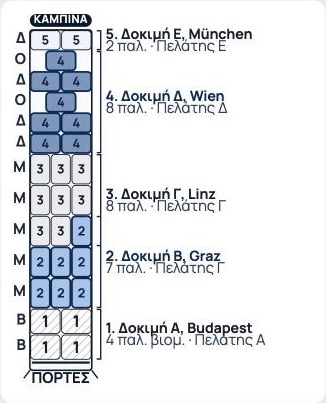 ΚΑΜΠΙΝΑ
Δ 5 5
Ο 4
Δ 4 4
Ο 4
Δ 4 4
Δ 4 4
Μ 3 3 3
Μ 3 3 3
Μ 3 3 2
Μ 2 2 2
Μ 2 2 2
Β 1 1
Β 1 1
ΠΟΡΤΕΣ
5. Δοκιμή Ε, München
2 παλ. · Πελάτης Ε
4. Δοκιμή Δ, Wien
8 παλ. · Πελάτης Δ
3. Δοκιμή Γ, Linz
8 παλ. · Πελάτης Γ
2. Δοκιμή Β, Graz
7 παλ. · Πελάτης Γ
1. Δοκιμή Α, Budapest
4 παλ. βιομ. · Πελάτης Α